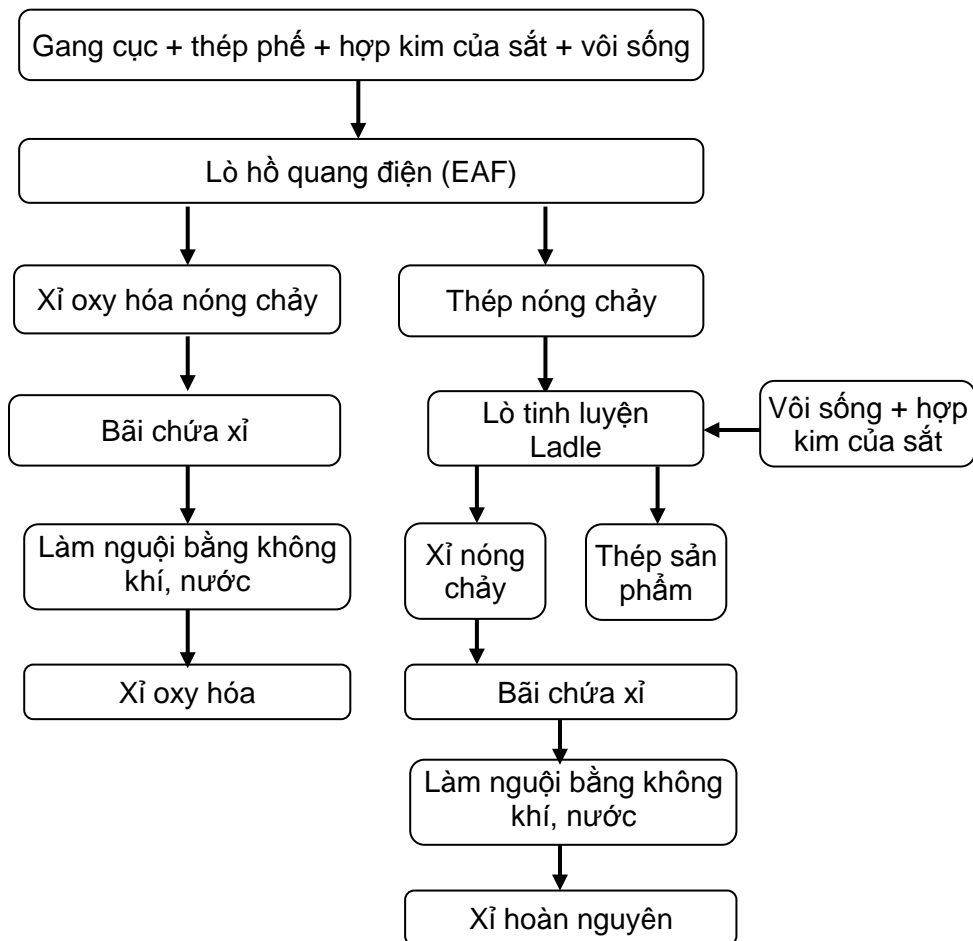 Gang cục + thép phế + hợp kim của sắt + vôi sống
Lò hồ quang điện (EAF)
Xỉ oxy hóa nóng chảy
Thép nóng chảy
Bãi chứa xỉ
Lò tinh luyện
Ladle
Vôi sống + hợp
kim của sắt
Làm nguội bằng không
khí, nước
Xỉ nóng
chảy
Thép sản
phẩm
Xỉ oxy hóa
Bãi chứa xỉ
Làm nguội bằng không
khí, nước
Xỉ hoàn nguyên